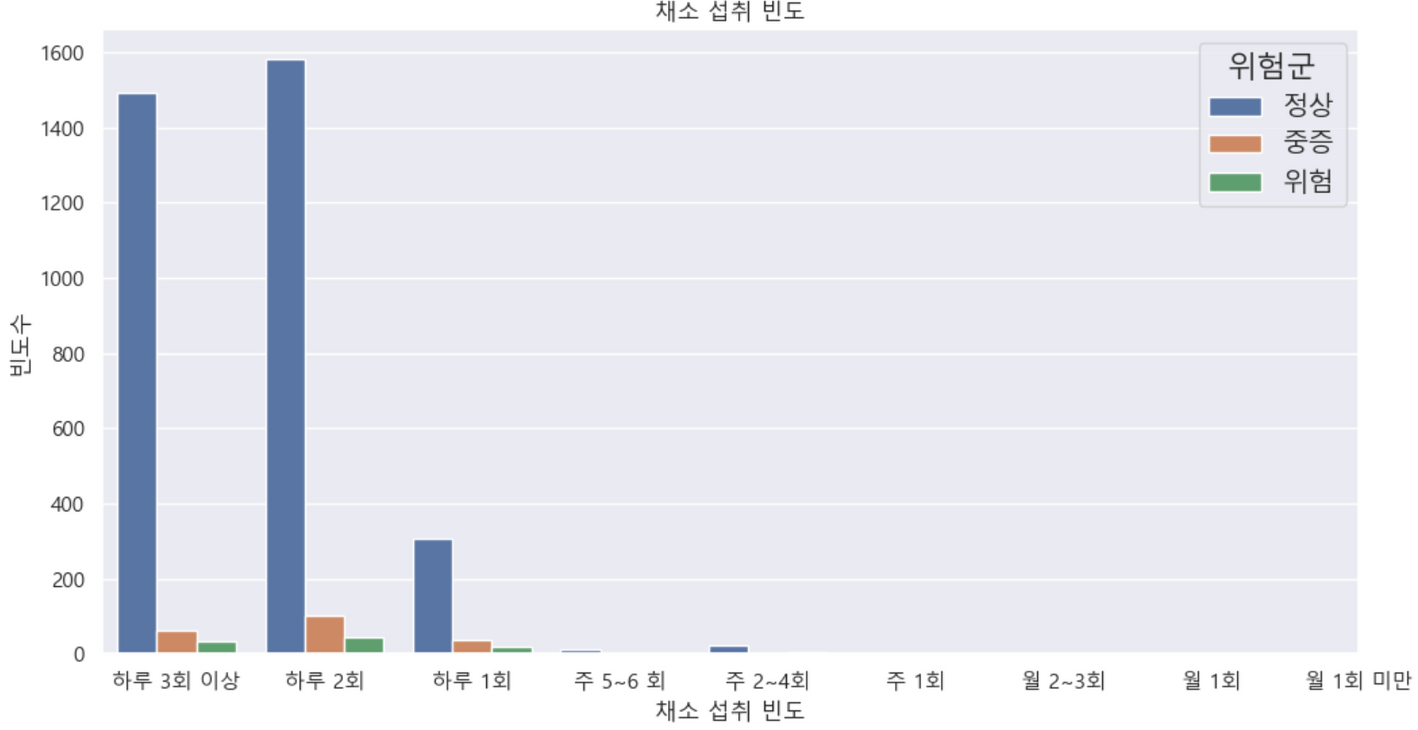 채소 섭취 빈도
위험군
정상
중증
위험
빈도수
1600
1400
1200
1000
800
600
400
200
0
하루 3회 이상
하루 2회
하루 1회
주 5~6 회
주 2~4회
주 1회
월 2~3회
월 1회
월 1회 미만
채소 섭취 빈도